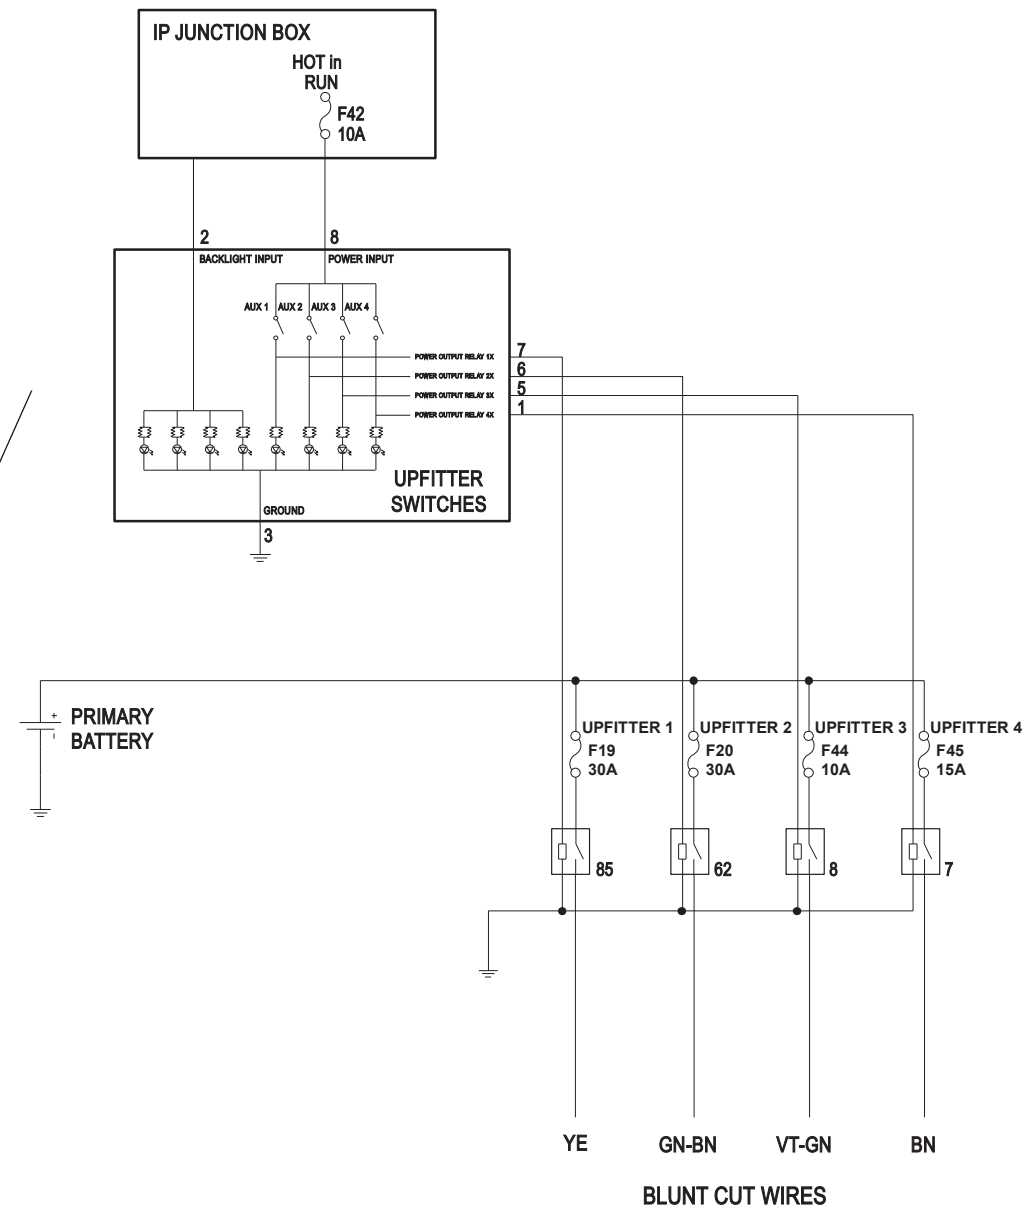 IP JUNCTION BOX
HOT in
RUN
F42
10A
2
8
BACKLIGHT INPUT
POWER INPUT
AUX 1
AUX 2
AUX 3
AUX 4
POWER OUTPUT RELAY 1X
7
POWER OUTPUT RELAY 2X
6
POWER OUTPUT RELAY 3X
5
POWER OUTPUT RELAY 4X
1
UPFITTER
SWITCHES
GROUND
3
+
-
PRIMARY
BATTERY
UPFITTER 1
F19
30A
UPFITTER 2
F20
30A
UPFITTER 3
F44
10A
UPFITTER 4
F45
15A
85
62
8
7
YE
GN-BN
VT-GN
BN
BLUNT CUT WIRES